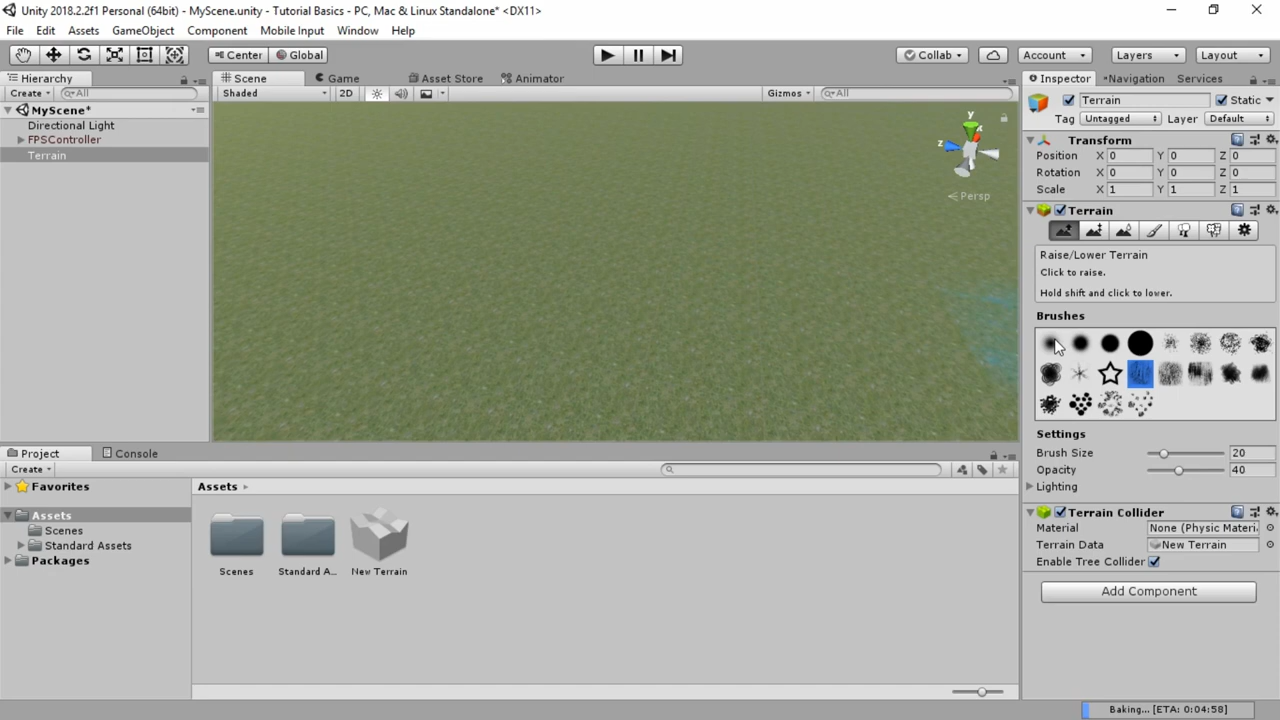 Unity 2018.2.2f1 Personal (64bit) - MyScene.unity - Tutorial Basics - PC, Mac & Linux Standalone* <DX11>
File Edit Assets GameObject Component Mobile Input Window Help
Center Global Collab Account Layers Layout
Hierarchy Scene Game Asset Store Animator Inspector Navigation Services
Create All Shaded 2D Gizmos All
Terrain Static
Tag Untagged Layer Default
MyScene*
Directional Light
FPSController
Terrain
y
x
z
Persp
Transform
Position X 0 Y 0 Z 0
Rotation X 0 Y 0 Z 0
Scale X 1 Y 1 Z 1
Terrain
Raise/Lower Terrain
Click to raise.
Hold shift and click to lower.
Brushes
Settings
Brush Size 20
Opacity 40
Lighting
Terrain Collider
Material None (Physic Materi
Terrain Data New Terrain
Enable Tree Collider
Add Component
Project Console
Create
Favorites
Assets
Scenes
Standard Assets
Packages
Assets
Scenes Standard A... New Terrain
Baking... [ETA: 0:04:58]